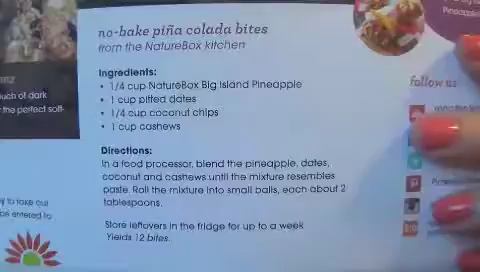 no-bake piña colada bites
from the NatureBox kitchen
Ingredients:
• 1/4 cup NatureBox Big Island Pineapple
• 1 cup pitted dates
• 1/4 cup coconut chips
• 1 cup cashews
Directions:
In a food processor, blend the pineapple, dates,
coconut and cashews until the mixture resembles
paste. Roll the mixture into small balls, each about 2
tablespoons.
Store leftovers in the fridge for up to a week
Yields 12 bites.
uch of dark
the perfect soft-
to take our
entered to
Pineapple
follow us